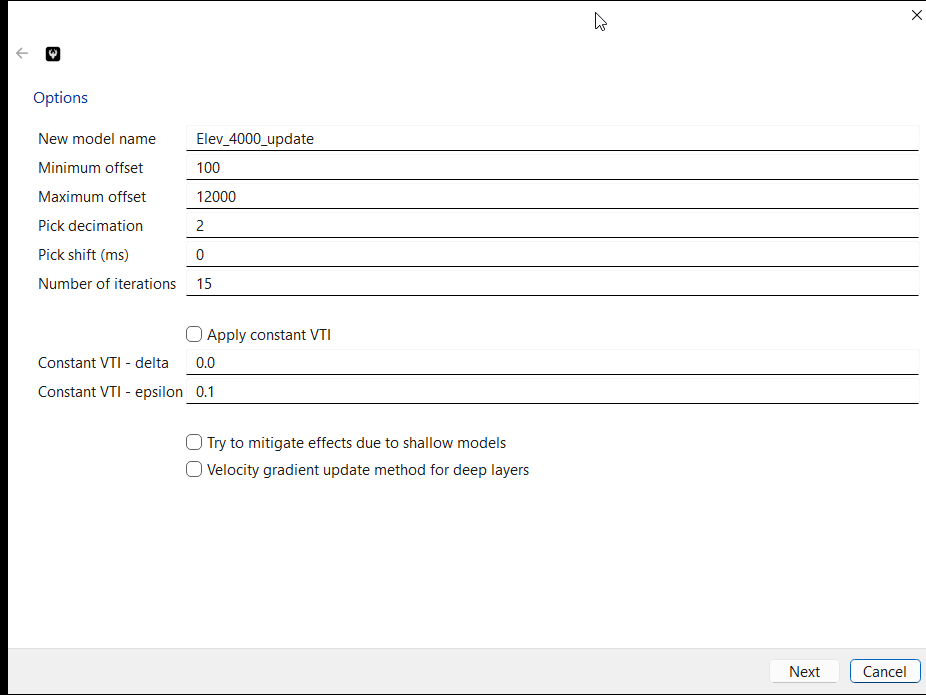 Options
New model name Elev_4000_update
Minimum offset 100
Maximum offset 12000
Pick decimation 2
Pick shift (ms) 0
Number of iterations 15
Apply constant VTI
Constant VTI - delta 0.0
Constant VTI - epsilon 0.1
Try to mitigate effects due to shallow models
Velocity gradient update method for deep layers
Next Cancel